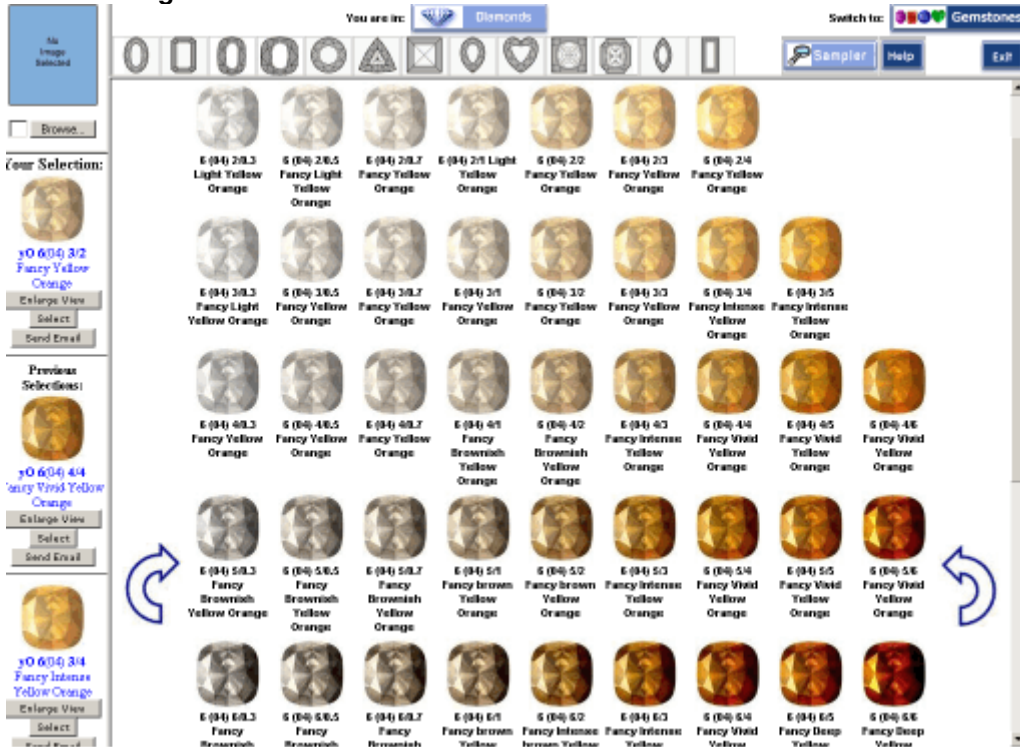 You are in:
Diamonds
Switch to:
Gemstones
No
Image
Selected
Sampler
Help
Exit
Browse...
Your Selection:
yO 6(04) 3/2
Fancy Yellow
Orange
Enlarge View
Select
Send Email
Previous
Selections:
yO 6(04) 4/4
Fancy Vivid Yellow
Orange
Enlarge View
Select
Send Email
yO 6(04) 3/4
Fancy Intense
Yellow Orange
Enlarge View
Select
Send Email
6 (04) 2/0.3
Light Yellow
Orange
6 (04) 2/0.5
Fancy Light
Yellow
Orange
6 (04) 2/0.7
Fancy Yellow
Orange
6 (04) 2/1 Light
Yellow
Orange
6 (04) 2/2
Fancy Yellow
Orange
6 (04) 2/3
Fancy Yellow
Orange
6 (04) 2/4
Fancy Yellow
Orange
6 (04) 3/0.3
Fancy Light
Yellow Orange
6 (04) 3/0.5
Fancy Yellow
Orange
6 (04) 3/0.7
Fancy Yellow
Orange
6 (04) 3/1
Fancy Yellow
Orange
6 (04) 3/2
Fancy Yellow
Orange
6 (04) 3/3
Fancy Yellow
Orange
6 (04) 3/4
Fancy Intense
Yellow
Orange
6 (04) 3/5
Fancy Intense
Yellow
Orange
6 (04) 4/0.3
Fancy Yellow
Orange
6 (04) 4/0.5
Fancy Yellow
Orange
6 (04) 4/0.7
Fancy Yellow
Orange
6 (04) 4/1
Fancy
Brownish
Yellow
Orange
6 (04) 4/2
Fancy
Brownish
Yellow
Orange
6 (04) 4/3
Fancy Intense
Yellow
Orange
6 (04) 4/4
Fancy Vivid
Yellow
Orange
6 (04) 4/5
Fancy Vivid
Yellow
Orange
6 (04) 4/6
Fancy Vivid
Yellow
Orange
6 (04) 5/0.3
Fancy
Brownish
Yellow Orange
6 (04) 5/0.5
Fancy
Brownish
Yellow
Orange
6 (04) 5/0.7
Fancy
Brownish
Yellow
Orange
6 (04) 5/1
Fancy brown
Yellow
Orange
6 (04) 5/2
Fancy brown
Yellow
Orange
6 (04) 5/3
Fancy Intense
Yellow
Orange
6 (04) 5/4
Fancy Vivid
Yellow
Orange
6 (04) 5/5
Fancy Vivid
Yellow
Orange
6 (04) 5/6
Fancy Vivid
Yellow
Orange
6 (04) 6/0.3
Fancy
Brownish
6 (04) 6/0.5
Fancy
Brownish
6 (04) 6/0.7
Fancy
Brownish
6 (04) 6/1
Fancy brown
Yellow
6 (04) 6/2
Fancy Intense
brown Yellow
6 (04) 6/3
Fancy Intense
Yellow
6 (04) 6/4
Fancy Vivid
Yellow
6 (04) 6/5
Fancy Deep
Yellow
6 (04) 6/6
Fancy Deep
Yellow